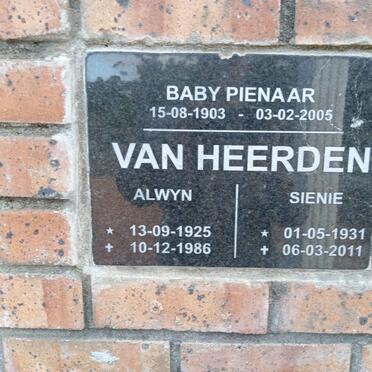 BABY PIENAAR
15-08-1903 - 03-02-2005
VAN HEERDEN
ALWYN
★ 13-09-1925
✝ 10-12-1986
SIENIE
★ 01-05-1931
✝ 06-03-2011